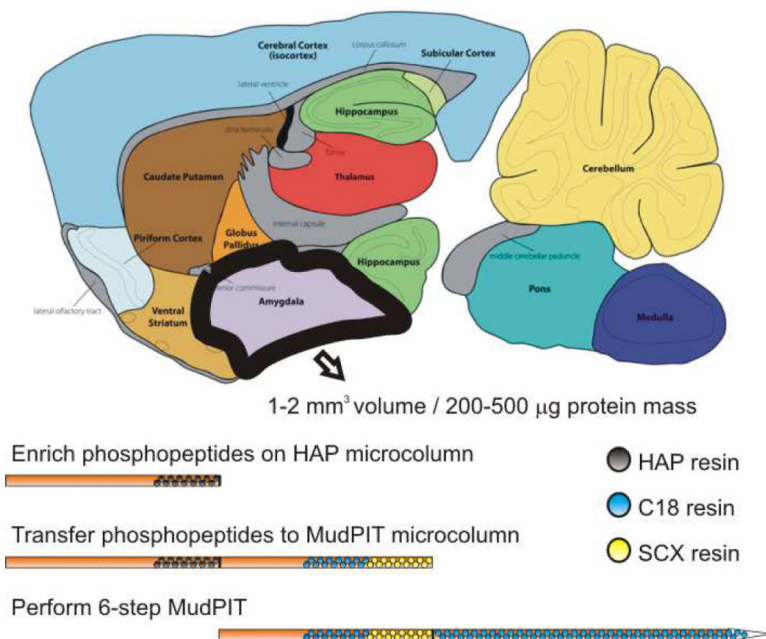 Cerebral Cortex
(isocortex)
corpus callosum
Subicular Cortex
lateral ventricle
Hippocampus
stria terminalis
fimbria
Caudate Putamen
Thalamus
Cerebellum
internal capsule
Piriform Cortex
Globus
Pallidus
middle cerebellar peduncle
Hippocampus
commissure
Amygdala
Pons
lateral olfactory tract
Ventral
Striatum
Medulla
1-2 mm³ volume / 200-500 µg protein mass
Enrich phosphopeptides on HAP microcolumn
HAP resin
C18 resin
Transfer phosphopeptides to MudPIT microcolumn
SCX resin
Perform 6-step MudPIT